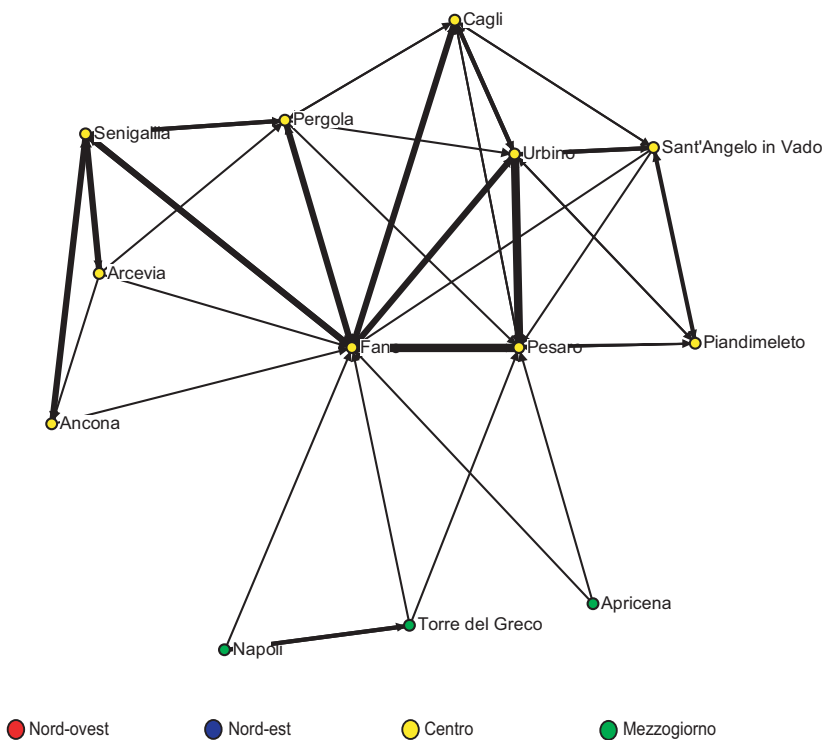 Cagli
Pergola
Senigallia
Urbino
Sant'Angelo in Vado
Arcevia
Fano
Pesaro
Piandimeleto
Ancona
Apricena
Torre del Greco
Napoli
Nord-ovest
Nord-est
Centro
Mezzogiorno